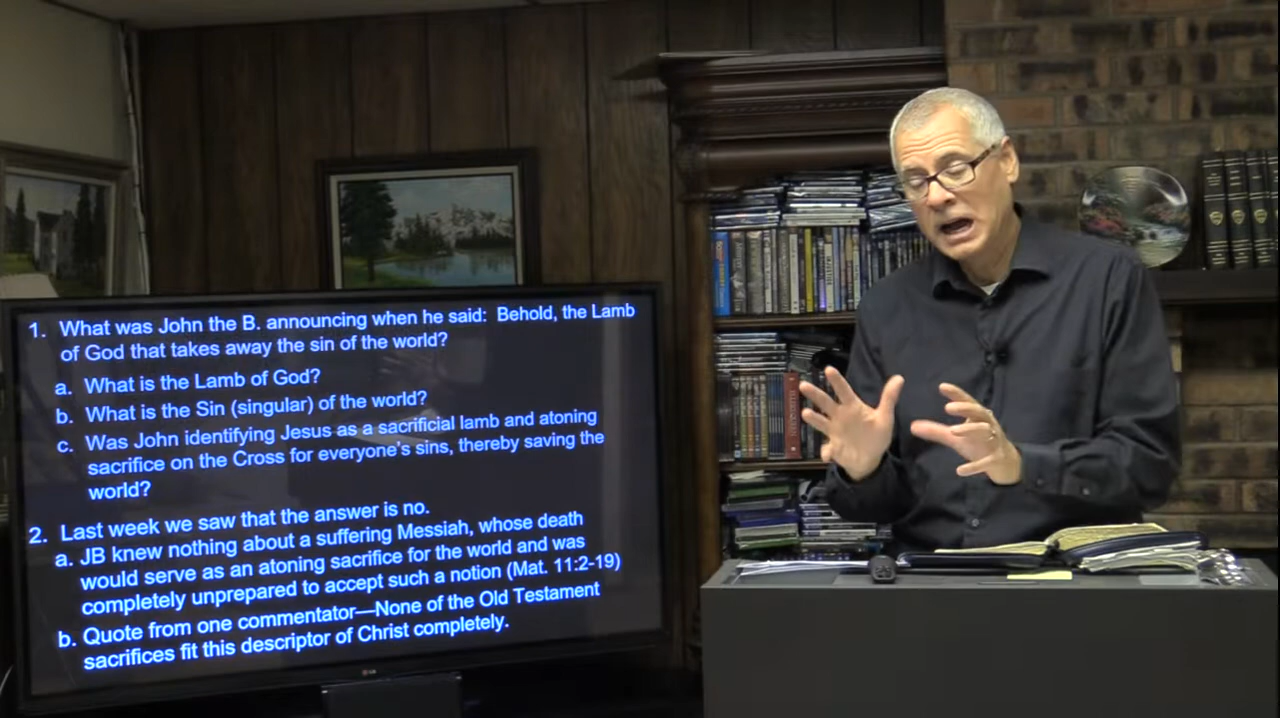 1. What was John the B. announcing when he said: Behold, the Lamb
of God that takes away the sin of the world?
a. What is the Lamb of God?
b. What is the Sin (singular) of the world?
c. Was John identifying Jesus as a sacrificial lamb and atoning
sacrifice on the Cross for everyone's sins, thereby saving the
world?
2. Last week we saw that the answer is no.
a. JB knew nothing about a suffering Messiah, whose death
would serve as an atoning sacrifice for the world and was
completely unprepared to accept such a notion (Mat. 11:2-19)
b. Quote from one commentator—None of the Old Testament
sacrifices fit this descriptor of Christ completely.
LG